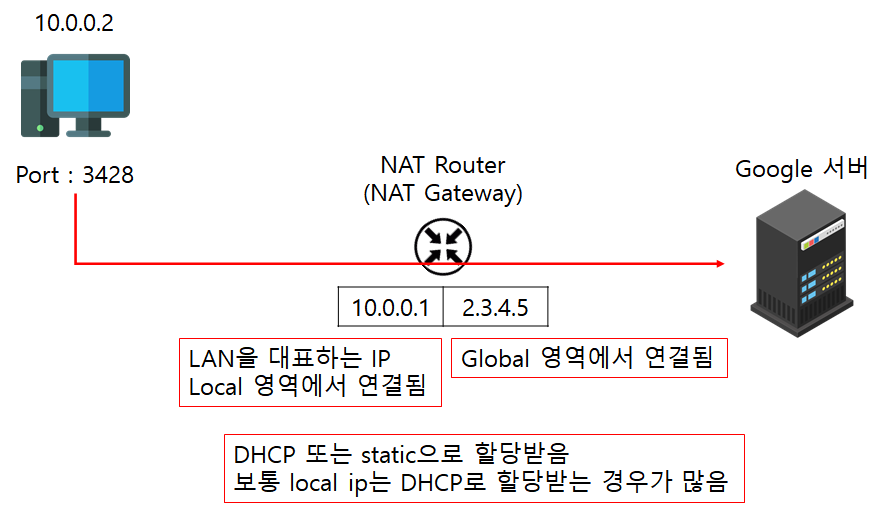 10.0.0.2
Port : 3428
NAT Router
(NAT Gateway)
Google 서버
10.0.0.1
2.3.4.5
LAN을 대표하는 IP
Local 영역에서 연결됨
Global 영역에서 연결됨
DHCP 또는 static으로 할당받음
보통 local ip는 DHCP로 할당받는 경우가 많음